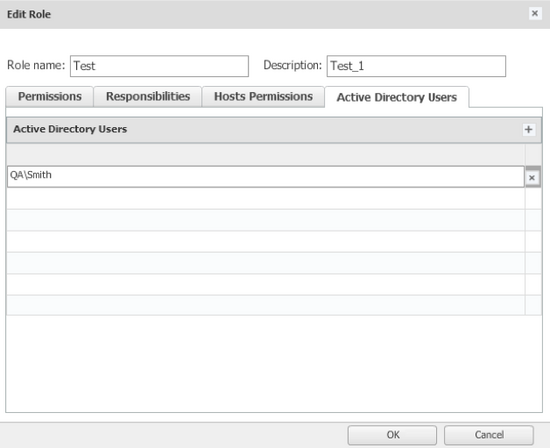 Edit Role
Role name: Test Description: Test_1
Permissions Responsibilities Hosts Permissions Active Directory Users
Active Directory Users
QA\Smith
OK Cancel